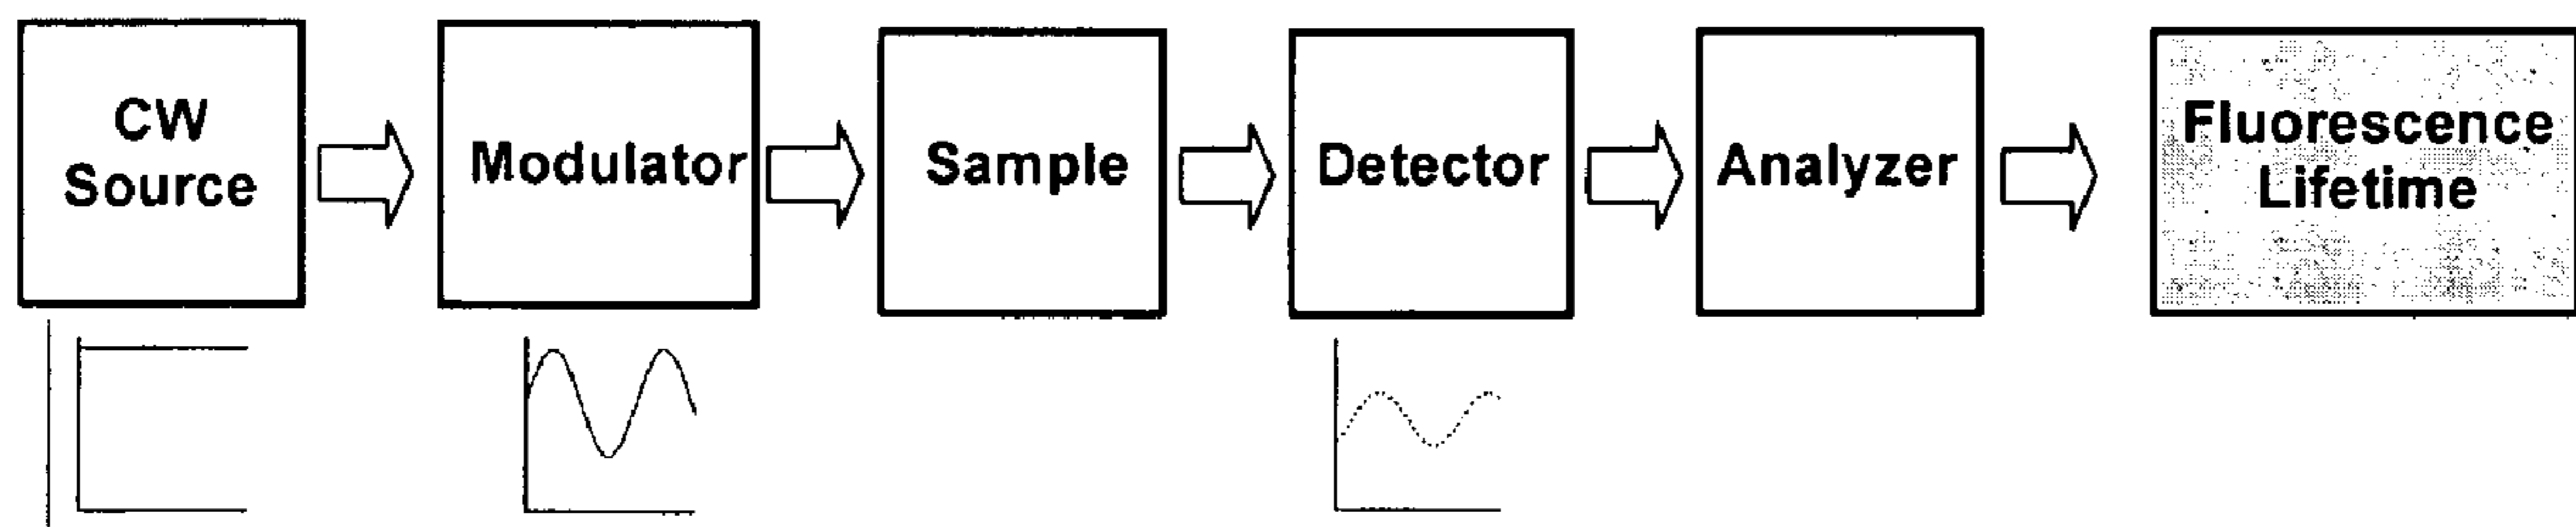 CW
Source
Modulator
Sample
Detector
Analyzer
Fluorescence
Lifetime